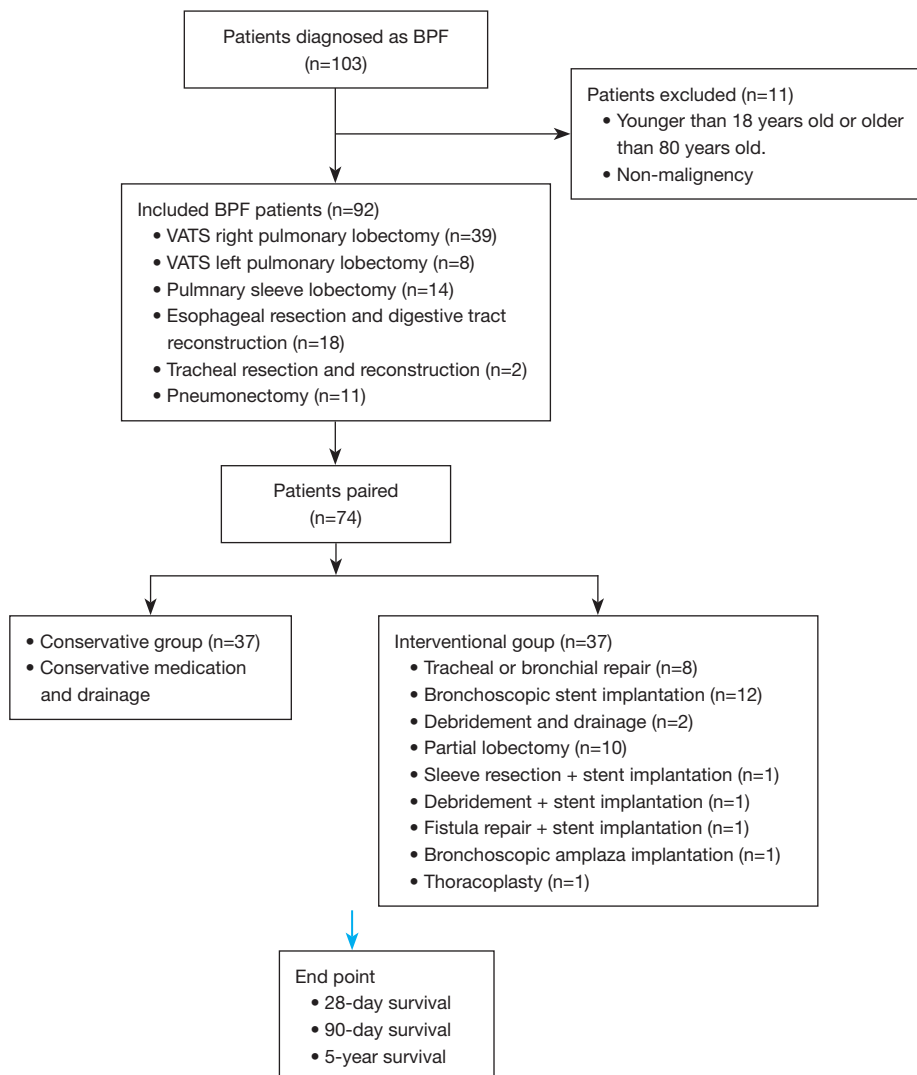 Patients diagnosed as BPF
(n=103)
Patients excluded (n=11)
• Younger than 18 years old or older
than 80 years old.
• Non-malignency
Included BPF patients (n=92)
• VATS right pulmonary lobectomy (n=39)
• VATS left pulmonary lobectomy (n=8)
• Pulmnary sleeve lobectomy (n=14)
• Esophageal resection and digestive tract
reconstruction (n=18)
• Tracheal resection and reconstruction (n=2)
• Pneumonectomy (n=11)
Patients paired
(n=74)
• Conservative group (n=37)
• Conservative medication
and drainage
Interventional goup (n=37)
• Tracheal or bronchial repair (n=8)
• Bronchoscopic stent implantation (n=12)
• Debridement and drainage (n=2)
• Partial lobectomy (n=10)
• Sleeve resection + stent implantation (n=1)
• Debridement + stent implantation (n=1)
• Fistula repair + stent implantation (n=1)
• Bronchoscopic amplaza implantation (n=1)
• Thoracoplasty (n=1)
End point
• 28-day survival
• 90-day survival
• 5-year survival